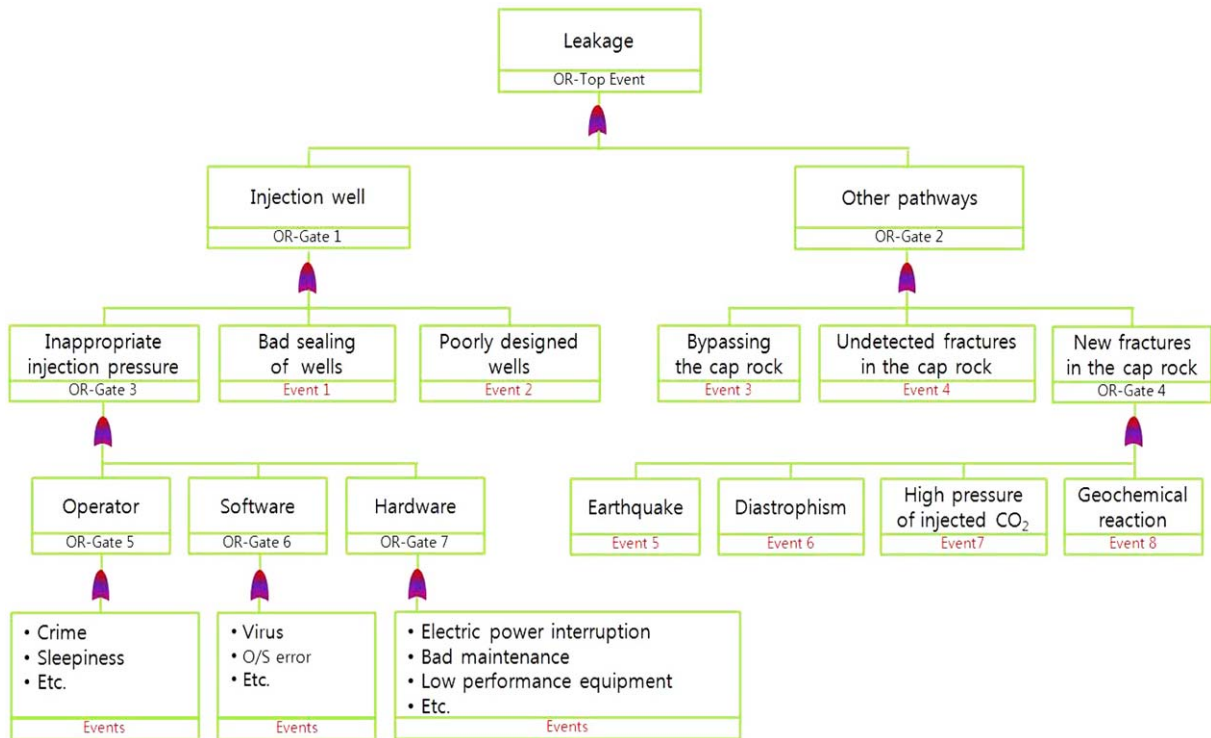 Leakage
OR-Top Event
Injection well
OR-Gate 1
Other pathways
OR-Gate 2
Inappropriate
injection pressure
OR-Gate 3
Bad sealing
of wells
Event 1
Poorly designed
wells
Event 2
Bypassing
the cap rock
Event 3
Undetected fractures
in the cap rock
Event 4
New fractures
in the cap rock
OR-Gate 4
Operator
OR-Gate 5
Software
OR-Gate 6
Hardware
OR-Gate 7
Earthquake
Event 5
Diastrophism
Event 6
High pressure
of injected CO₂
Event7
Geochemical
reaction
Event 8
• Crime
• Sleepiness
• Etc.
Events
• Virus
• O/S error
• Etc.
Events
• Electric power interruption
• Bad maintenance
• Low performance equipment
• Etc.
Events